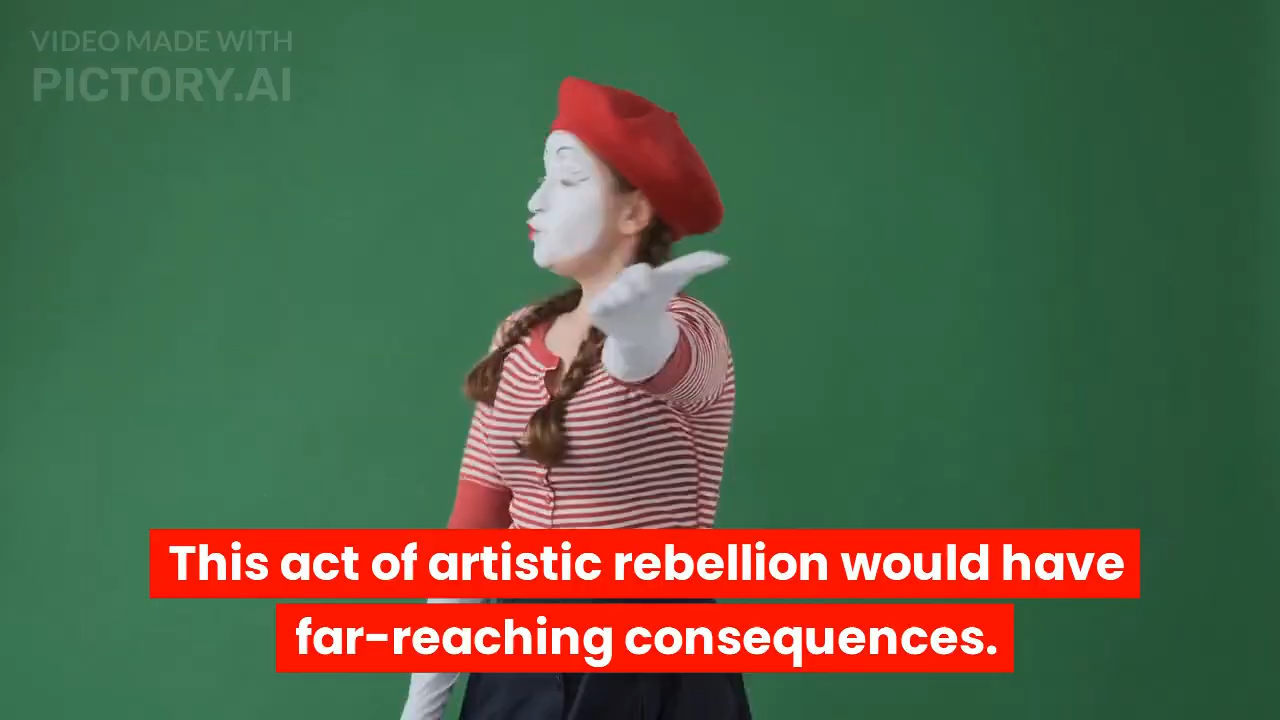 VIDEO MADE WITH
PICTORY.AI
This act of artistic rebellion would have
far-reaching consequences.